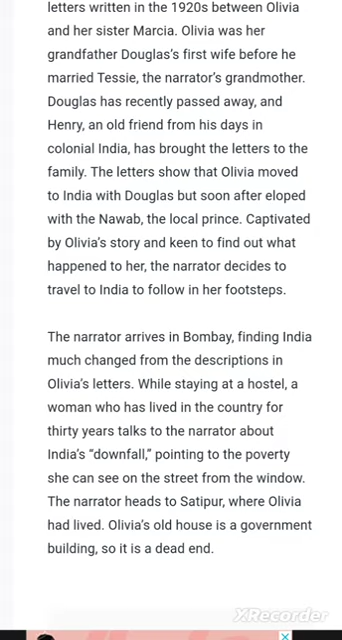 letters written in the 1920s between Olivia
and her sister Marcia. Olivia was her
grandfather Douglas’s first wife before he
married Tessie, the narrator’s grandmother.
Douglas has recently passed away, and
Henry, an old friend from his days in
colonial India, has brought the letters to the
family. The letters show that Olivia moved
to India with Douglas but soon after eloped
with the Nawab, the local prince. Captivated
by Olivia’s story and keen to find out what
happened to her, the narrator decides to
travel to India to follow in her footsteps.
The narrator arrives in Bombay, finding India
much changed from the descriptions in
Olivia’s letters. While staying at a hostel, a
woman who has lived in the country for
thirty years talks to the narrator about
India’s “downfall,” pointing to the poverty
she can see on the street from the window.
The narrator heads to Satipur, where Olivia
had lived. Olivia’s old house is a government
building, so it is a dead end.
XRecorder